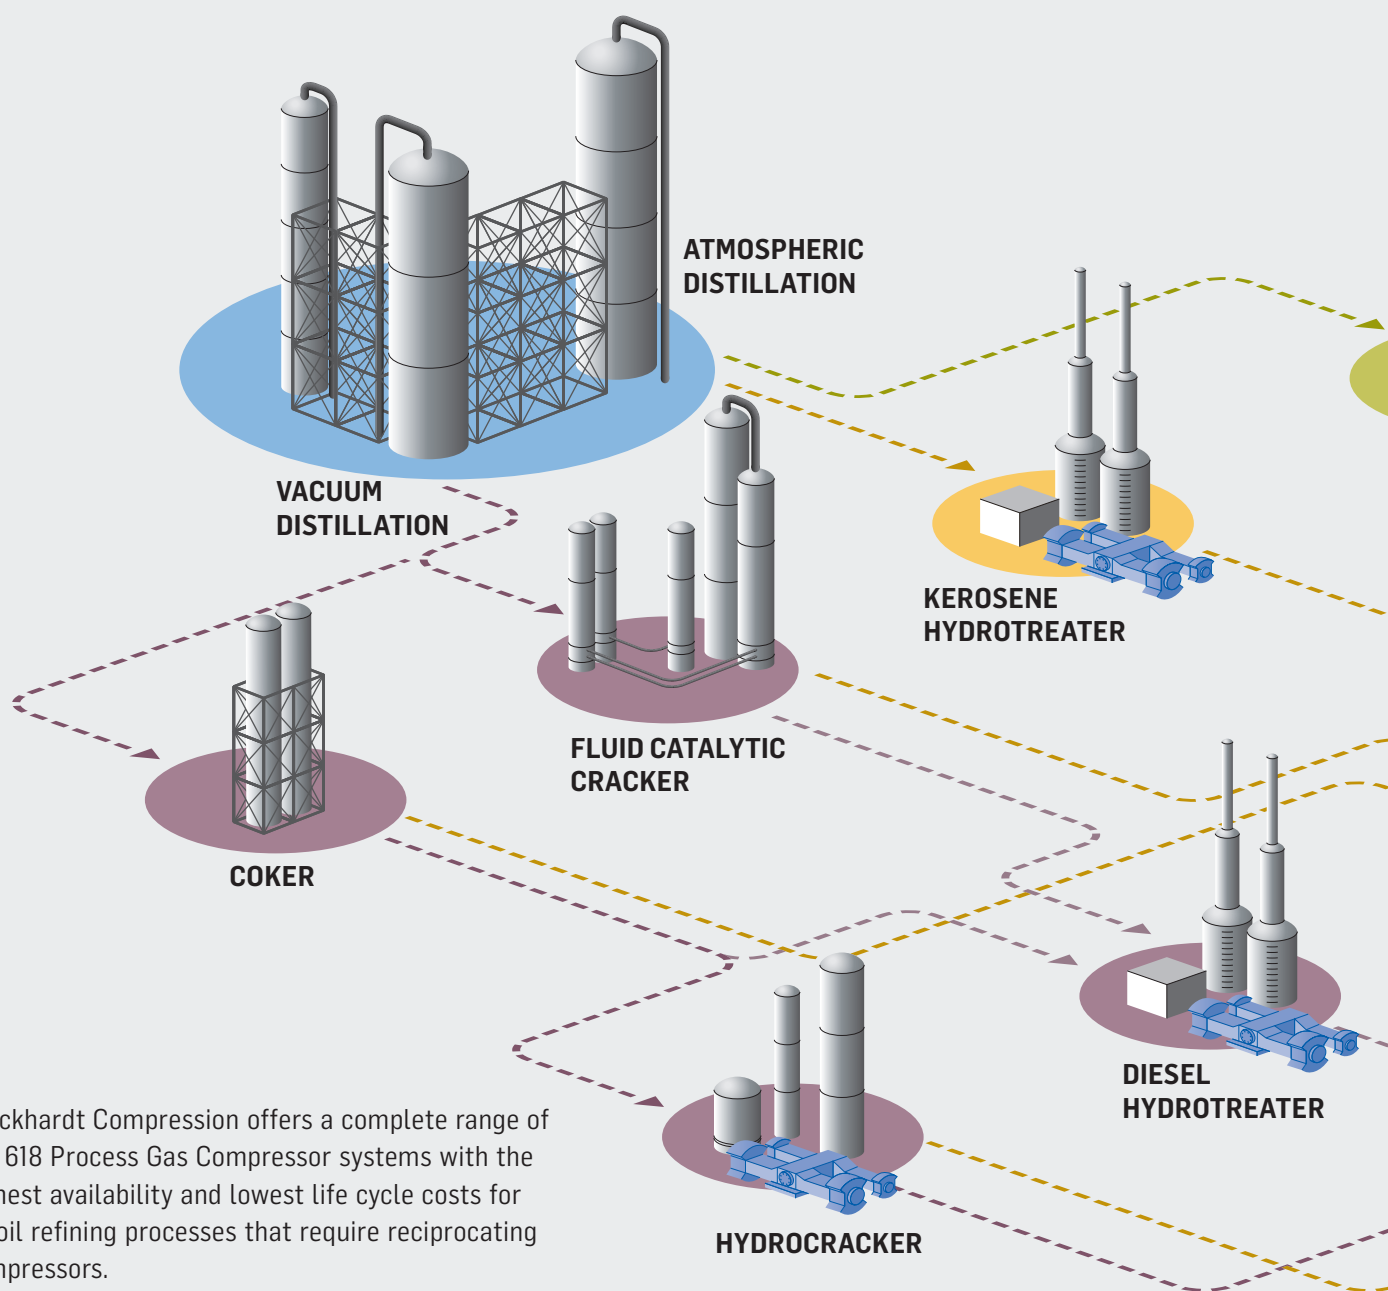 ATMOSPHERIC
DISTILLATION
VACUUM
DISTILLATION
KEROSENE
HYDROTREATER
FLUID CATALYTIC
CRACKER
COKER
DIESEL
HYDROTREATER
HYDROCRACKER
ckhardt Compression offers a complete range of
618 Process Gas Compressor systems with the
nest availability and lowest life cycle costs for
oil refining processes that require reciprocating
mpressors.